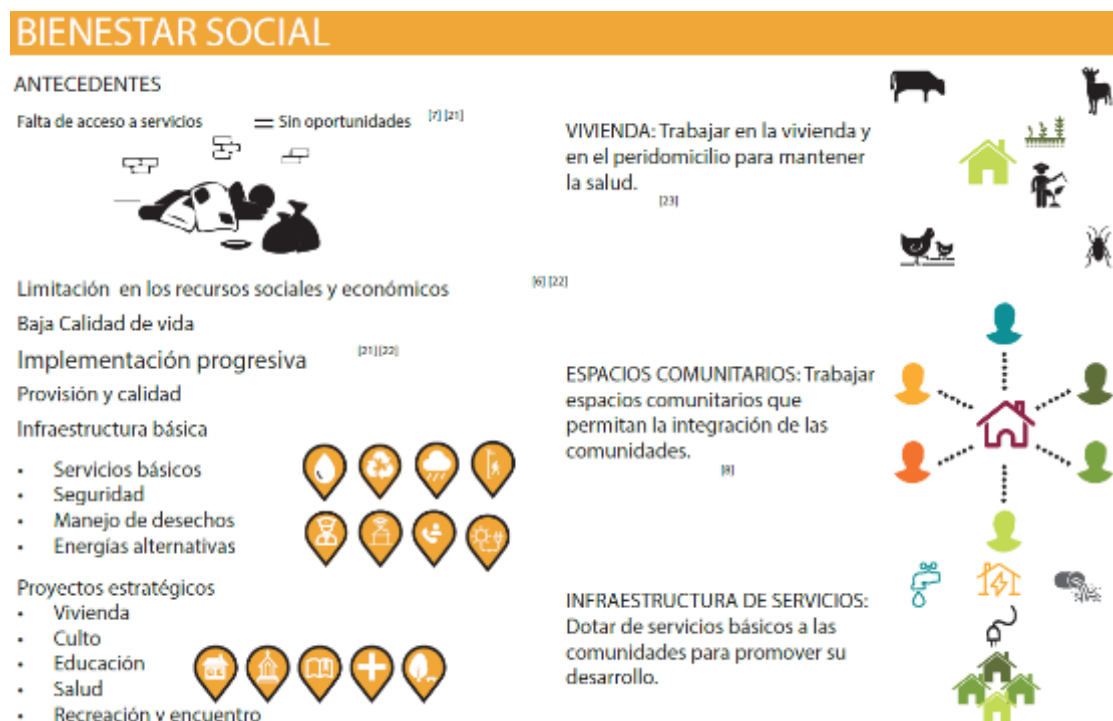 BIENESTAR SOCIAL
ANTECEDENTES
Falta de acceso a servicios = Sin oportunidades [7] [21]
Limitación en los recursos sociales y económicos [6] [22]
Baja Calidad de vida
Implementación progresiva [21] [22]
Provisión y calidad
Infraestructura básica
• Servicios básicos
• Seguridad
• Manejo de desechos
• Energías alternativas
Proyectos estratégicos
• Vivienda
• Culto
• Educación
• Salud
• Recreación y encuentro
VIVIENDA: Trabajar en la vivienda y
en el peridomicilio para mantener
la salud.
[23]
ESPACIOS COMUNITARIOS: Trabajar
espacios comunitarios que
permitan la integración de las
comunidades.
[8]
INFRAESTRUCTURA DE SERVICIOS:
Dotar de servicios básicos a las
comunidades para promover su
desarrollo.